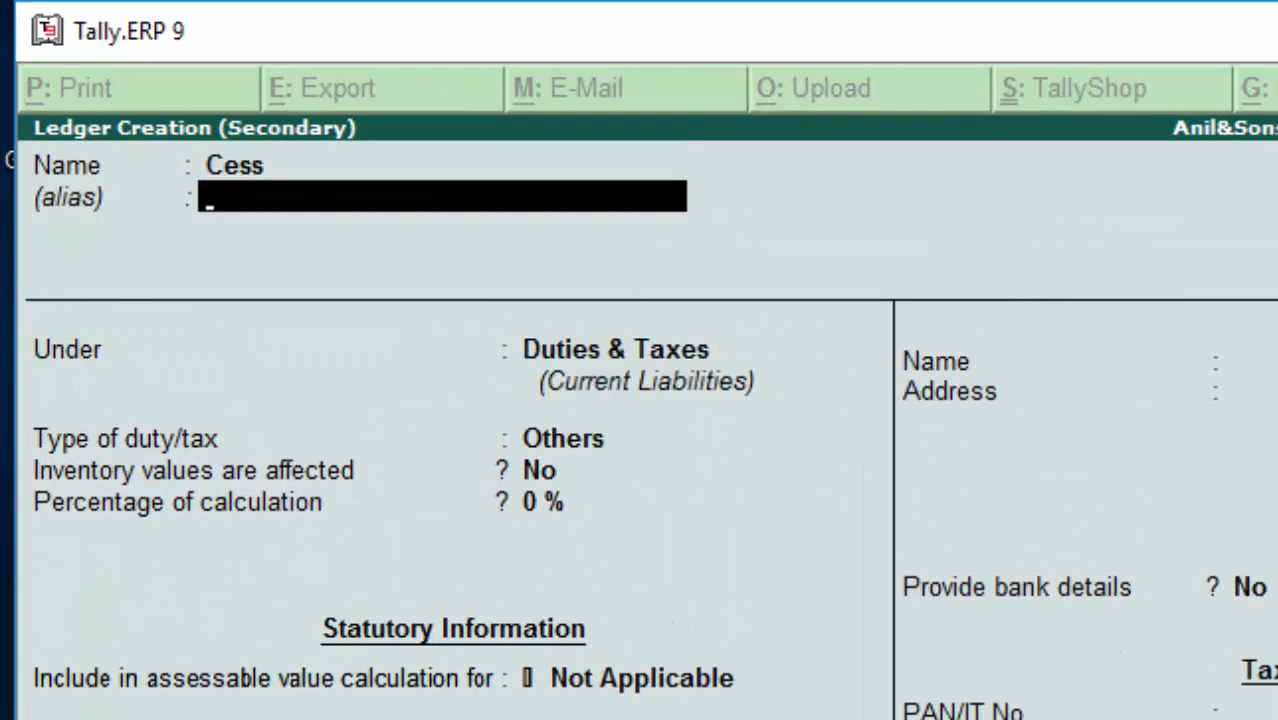 Tally.ERP 9
P: Print E: Export M: E-Mail O: Upload S: TallyShop G:
Ledger Creation (Secondary) Anil&Sons
Name : Cess
(alias) :
Under : Duties & Taxes
(Current Liabilities)
Name :
Address :
Type of duty/tax : Others
Inventory values are affected ? No
Percentage of calculation ? 0 %
Provide bank details ? No
Statutory Information
Include in assessable value calculation for : Not Applicable
Tax
PAN/IT No :